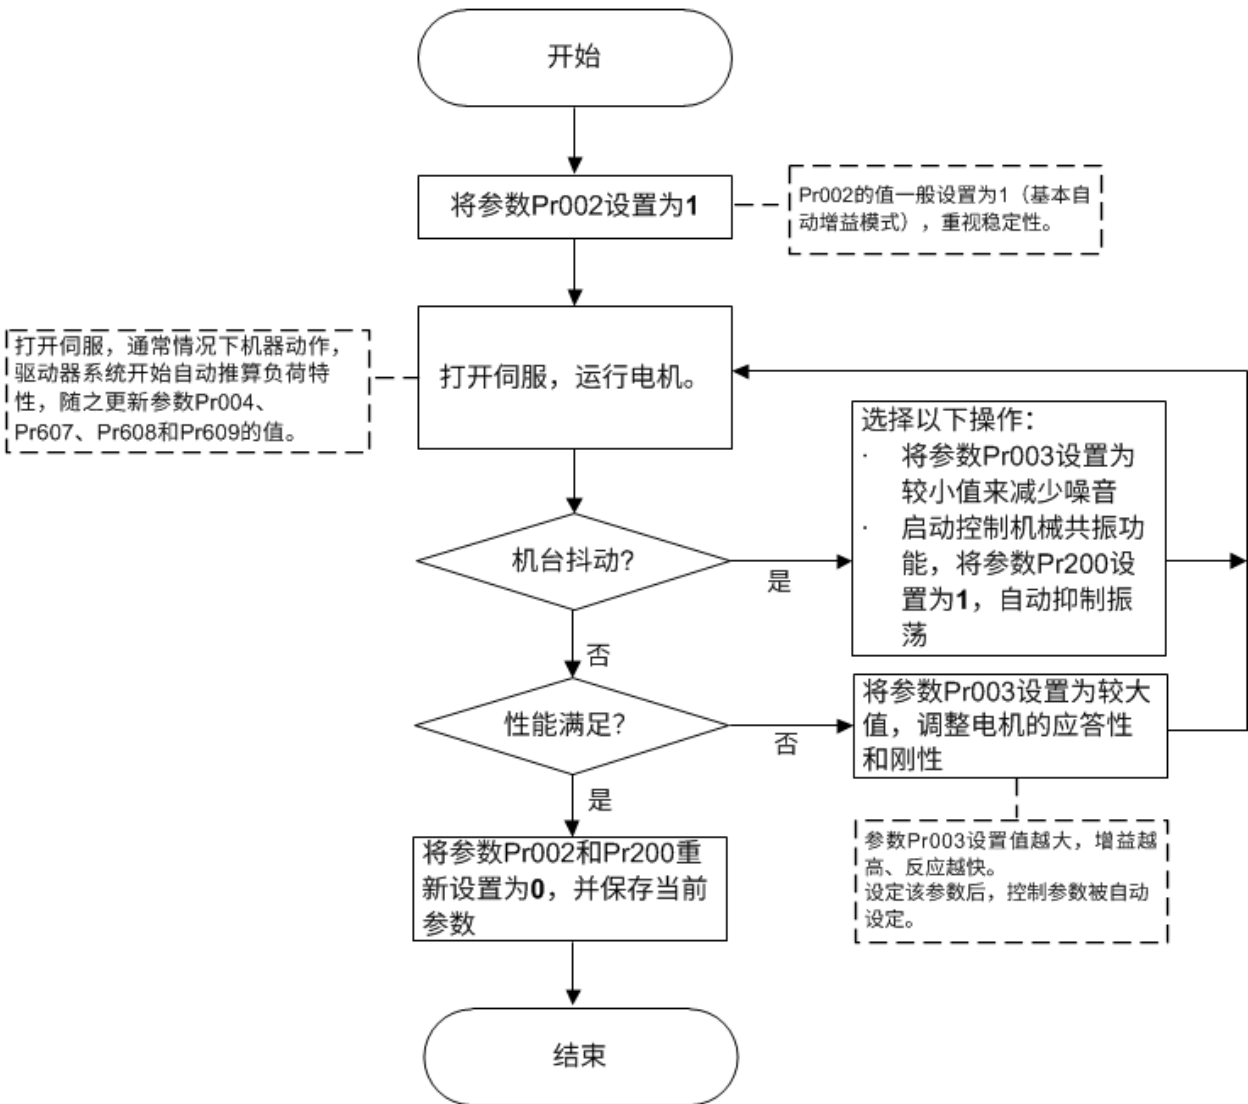 开始
将参数Pr002设置为1
Pr002的值一般设置为1（基本自
动增益模式），重视稳定性。
打开伺服，通常情况下机器动作，
驱动器系统开始自动推算负荷特
性，随之更新参数Pr004、
Pr607、Pr608和Pr609的值。
打开伺服，运行电机。
选择以下操作：
· 将参数Pr003设置为
较小值来减少噪音
· 启动控制机械共振功
能，将参数Pr200设
置为1，自动抑制振
荡
机台抖动？
是
否
性能满足？
否
将参数Pr003设置为较大
值，调整电机的应答性
和刚性
是
参数Pr003设置值越大，增益越
高、反应越快。
设定该参数后，控制参数被自动
设定。
将参数Pr002和Pr200重
新设置为0，并保存当前
参数
结束